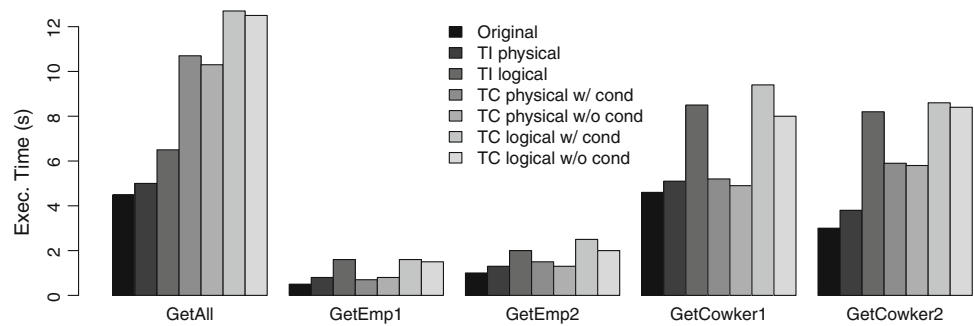 Exec. Time (s)
12
10
8
6
4
2
0
Original
TI physical
TI logical
TC physical w/ cond
TC physical w/o cond
TC logical w/ cond
TC logical w/o cond
GetAll
GetEmp1
GetEmp2
GetCowker1
GetCowker2